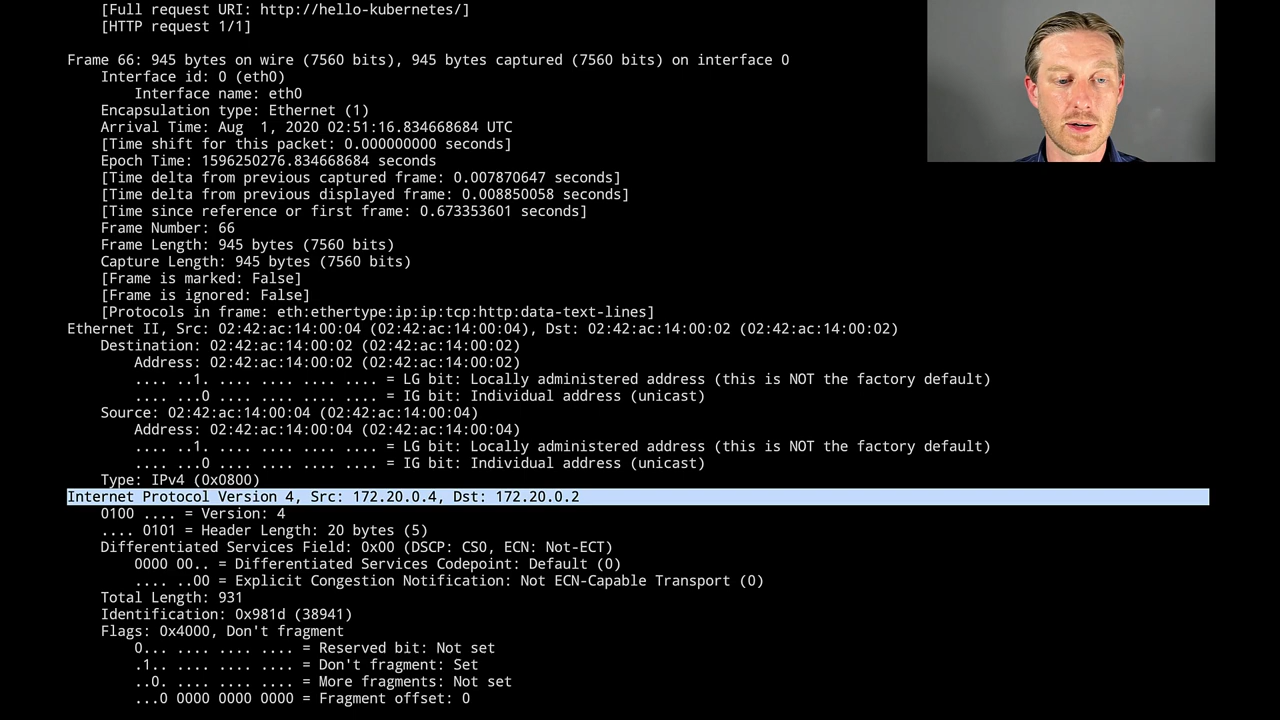 [Full request URI: http://hello-kubernetes/]
[HTTP request 1/1]
Frame 66: 945 bytes on wire (7560 bits), 945 bytes captured (7560 bits) on interface 0
Interface id: 0 (eth0)
Interface name: eth0
Encapsulation type: Ethernet (1)
Arrival Time: Aug  1, 2020 02:51:16.834668684 UTC
[Time shift for this packet: 0.000000000 seconds]
Epoch Time: 1596250276.834668684 seconds
[Time delta from previous captured frame: 0.007870647 seconds]
[Time delta from previous displayed frame: 0.008850058 seconds]
[Time since reference or first frame: 0.673353601 seconds]
Frame Number: 66
Frame Length: 945 bytes (7560 bits)
Capture Length: 945 bytes (7560 bits)
[Frame is marked: False]
[Frame is ignored: False]
[Protocols in frame: eth:ethertype:ip:ip:tcp:http:data-text-lines]
Ethernet II, Src: 02:42:ac:14:00:04 (02:42:ac:14:00:04), Dst: 02:42:ac:14:00:02 (02:42:ac:14:00:02)
Destination: 02:42:ac:14:00:02 (02:42:ac:14:00:02)
Address: 02:42:ac:14:00:02 (02:42:ac:14:00:02)
.... ..1. .... .... .... .... = LG bit: Locally administered address (this is NOT the factory default)
.... ...0 .... .... .... .... = IG bit: Individual address (unicast)
Source: 02:42:ac:14:00:04 (02:42:ac:14:00:04)
Address: 02:42:ac:14:00:04 (02:42:ac:14:00:04)
.... ..1. .... .... .... .... = LG bit: Locally administered address (this is NOT the factory default)
.... ...0 .... .... .... .... = IG bit: Individual address (unicast)
Type: IPv4 (0x0800)
Internet Protocol Version 4, Src: 172.20.0.4, Dst: 172.20.0.2
0100 .... = Version: 4
.... 0101 = Header Length: 20 bytes (5)
Differentiated Services Field: 0x00 (DSCP: CS0, ECN: Not-ECT)
0000 00.. = Differentiated Services Codepoint: Default (0)
.... ..00 = Explicit Congestion Notification: Not ECN-Capable Transport (0)
Total Length: 931
Identification: 0x981d (38941)
Flags: 0x4000, Don't fragment
0... .... .... .... = Reserved bit: Not set
.1.. .... .... .... = Don't fragment: Set
..0. .... .... .... = More fragments: Not set
...0 0000 0000 0000 = Fragment offset: 0